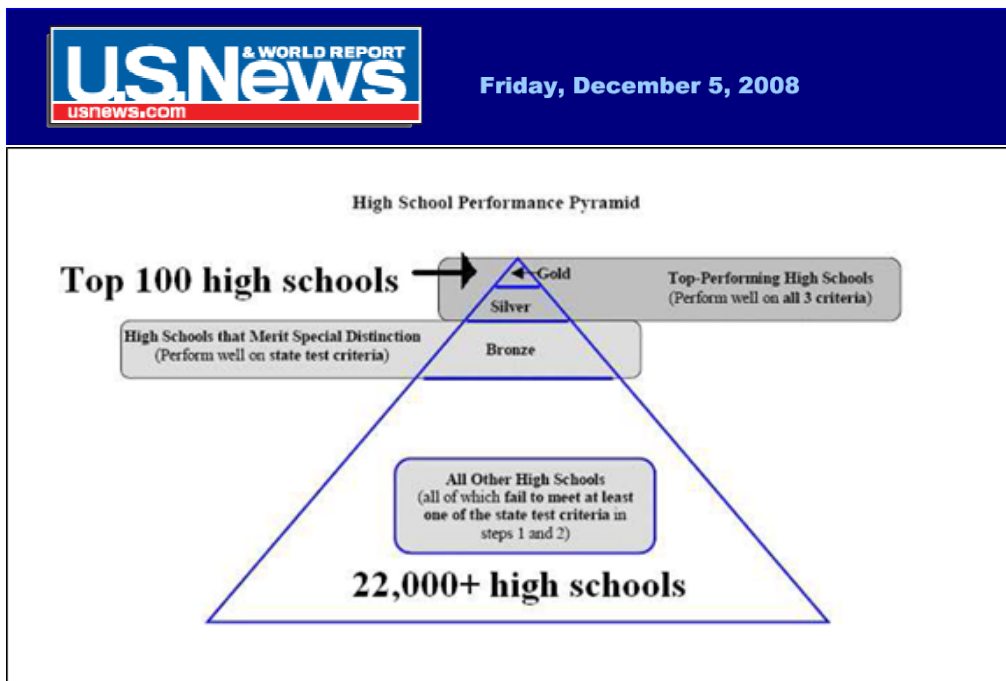 U.S.News
& WORLD REPORT
usnews.com
Friday, December 5, 2008
High School Performance Pyramid
Top 100 high schools
Gold
Top-Performing High Schools
(Perform well on all 3 criteria)
Silver
High Schools that Merit Special Distinction
(Perform well on state test criteria)
Bronze
All Other High Schools
(all of which fail to meet at least
one of the state test criteria in
steps 1 and 2)
22,000+ high schools